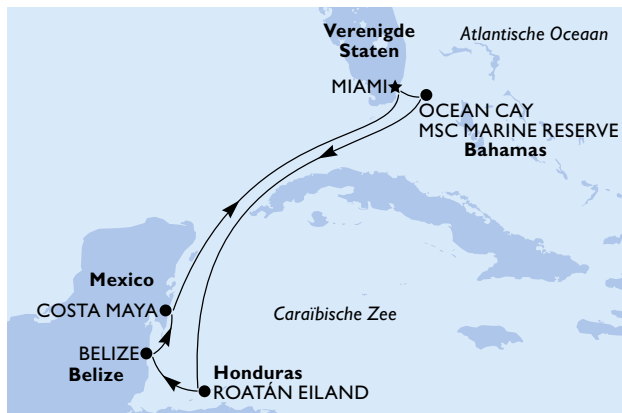 Verenigde
Staten
Atlantische Oceaan
MIAMI
OCEAN CAY
MSC MARINE RESERVE
Bahamas
Mexico
COSTA MAYA
Caraïbische Zee
BELIZE
Belize
Honduras
ROATÁN EILAND